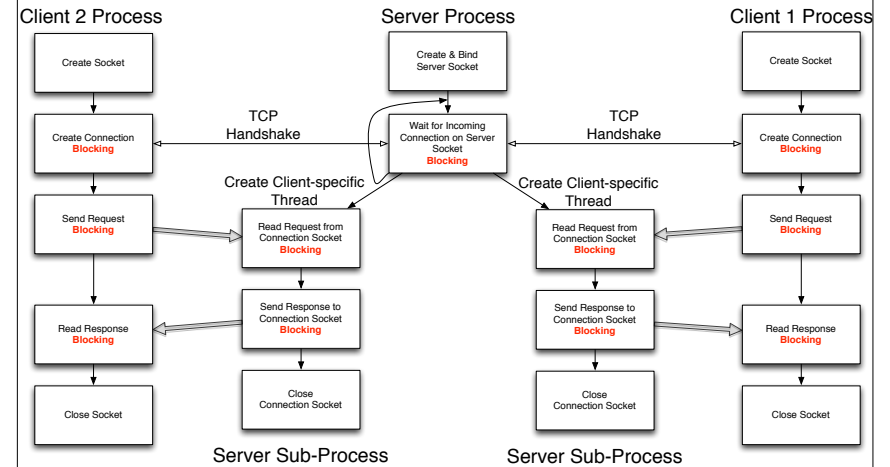 Client 2 Process
Server Process
Client 1 Process
Create Socket
Create & Bind
Server Socket
Create Socket
TCP
Handshake
TCP
Handshake
Create Connection
Blocking
Wait for Incoming
Connection on Server
Socket
Blocking
Create Connection
Blocking
Create Client-specific
Thread
Create Client-specific
Thread
Send Request
Blocking
Read Request from
Connection Socket
Blocking
Read Request from
Connection Socket
Blocking
Send Request
Blocking
Read Response
Blocking
Send Response to
Connection Socket
Blocking
Send Response to
Connection Socket
Blocking
Read Response
Blocking
Close Socket
Close
Connection Socket
Close
Connection Socket
Close Socket
Server Sub-Process
Server Sub-Process